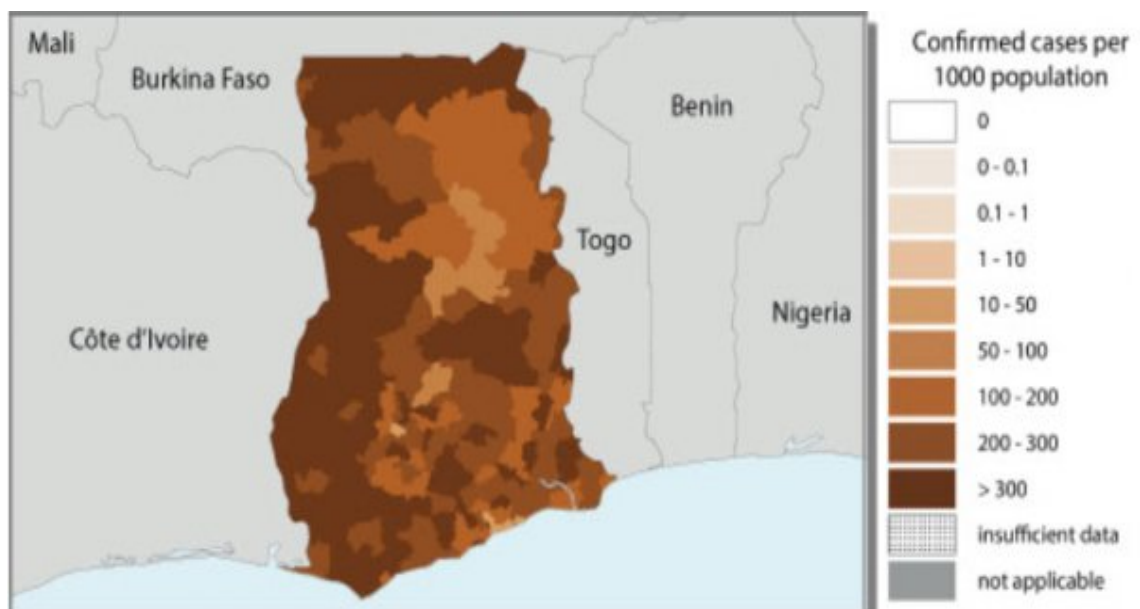 Mali
Burkina Faso
Benin
Togo
Côte d'Ivoire
Nigeria
Confirmed cases per
1000 population
0
0 - 0.1
0.1 - 1
1 - 10
10 - 50
50 - 100
100 - 200
200 - 300
> 300
insufficient data
not applicable